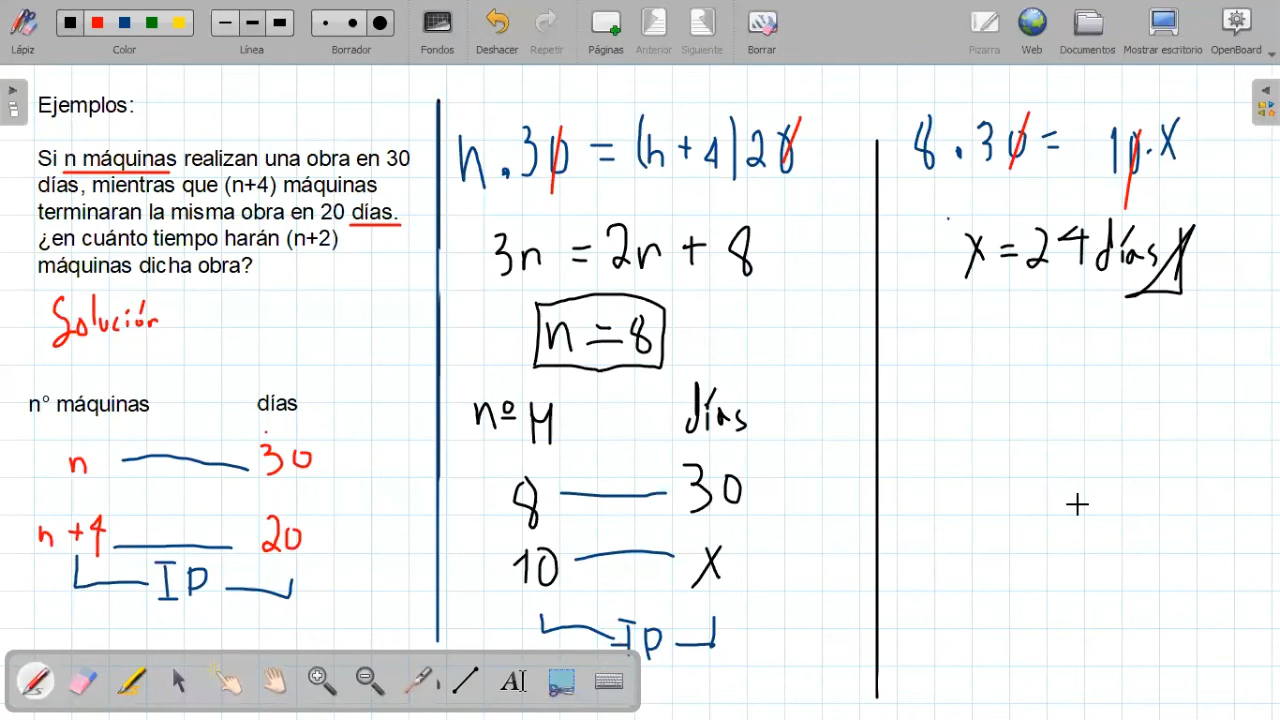 Lápiz
Color
Línea
Borrador
Fondos
Deshacer
Repetir
Páginas
Anterior
Siguiente
Borrar
Pizarra
Web
Documentos
Mostrar escritorio
OpenBoard
Ejemplos:
Si n máquinas realizan una obra en 30
días, mientras que (n+4) máquinas
terminaran la misma obra en 20 días.
¿en cuánto tiempo harán (n+2)
máquinas dicha obra?
Solución
n° máquinas días
n 30
n+4 20
IP
n.30 = (n+4)20
3n = 2n + 8
n = 8
nº M días
8 30
10 x
IP
8.30 = 10.x
x = 24 días